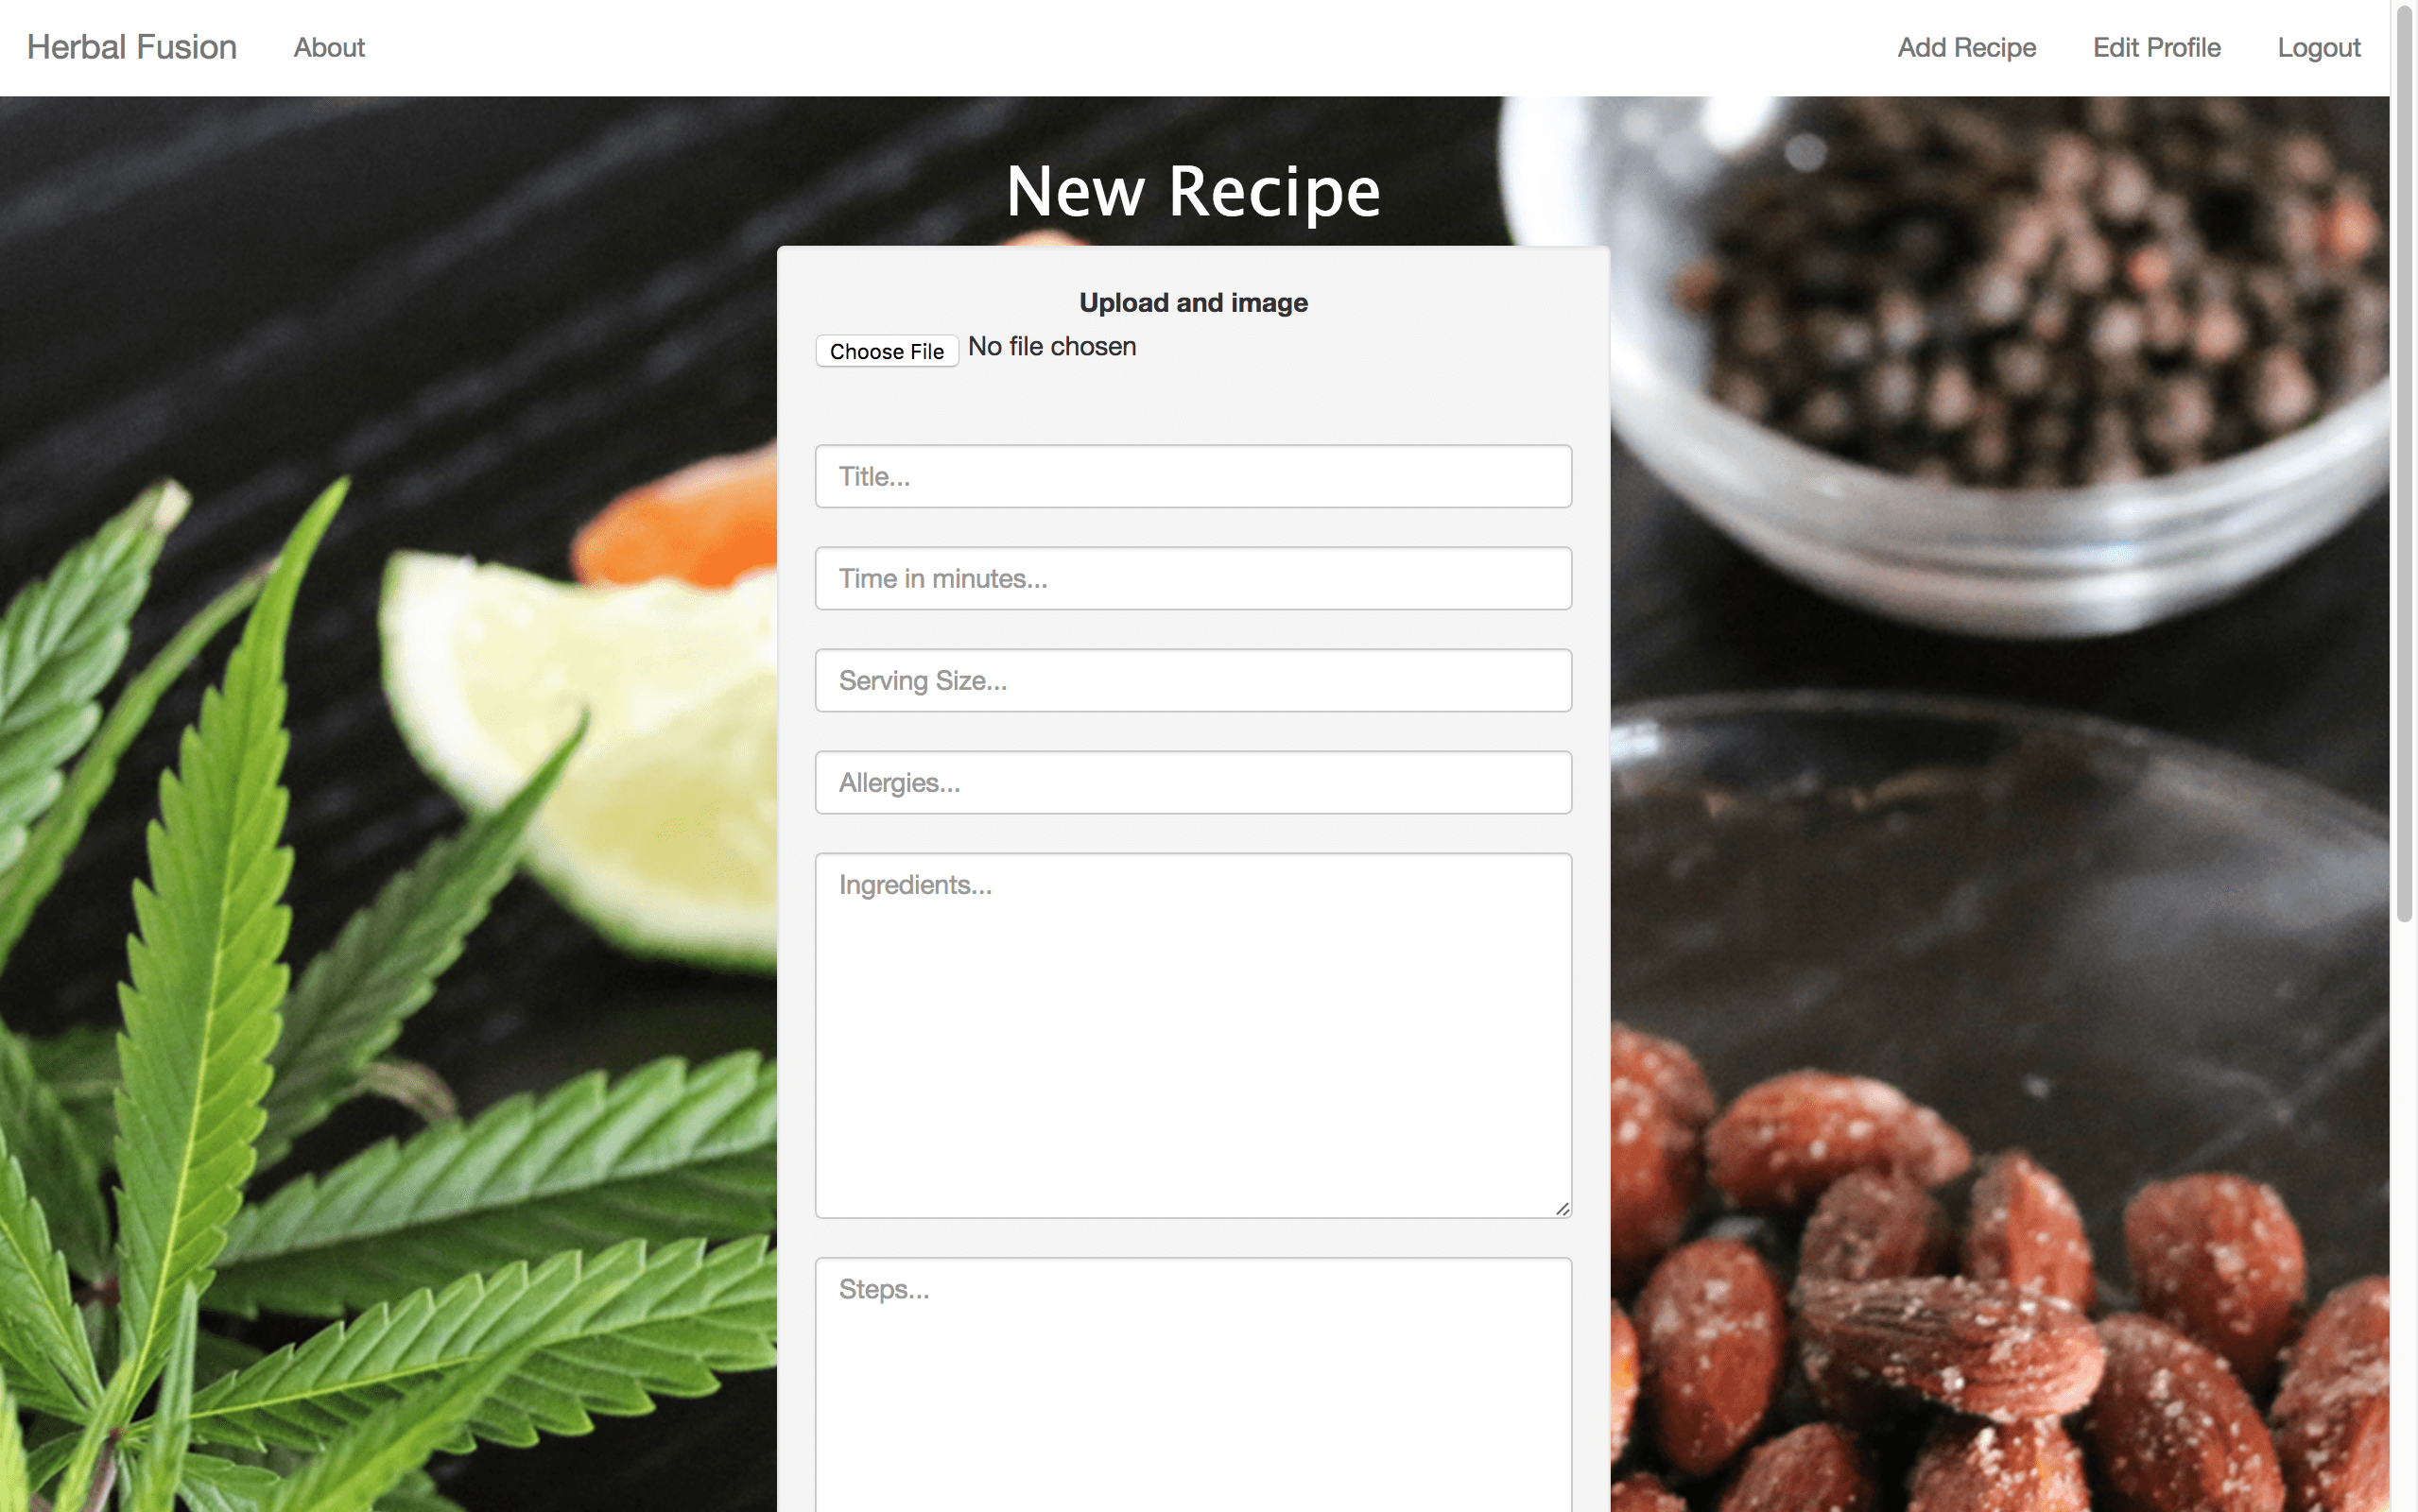 Herbal Fusion About Add Recipe Edit Profile Logout
New Recipe
Upload and image
Choose File No file chosen
Title...
Time in minutes...
Serving Size...
Allergies...
Ingredients...
Steps...